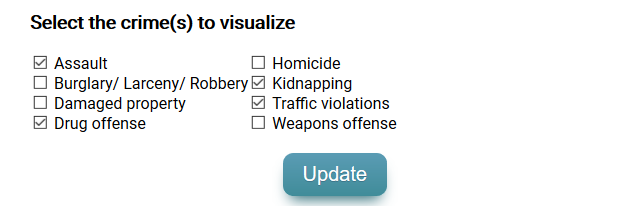 Select the crime(s) to visualize
Assault
Burglary/ Larceny/ Robbery
Damaged property
Drug offense
Homicide
Kidnapping
Traffic violations
Weapons offense
Update